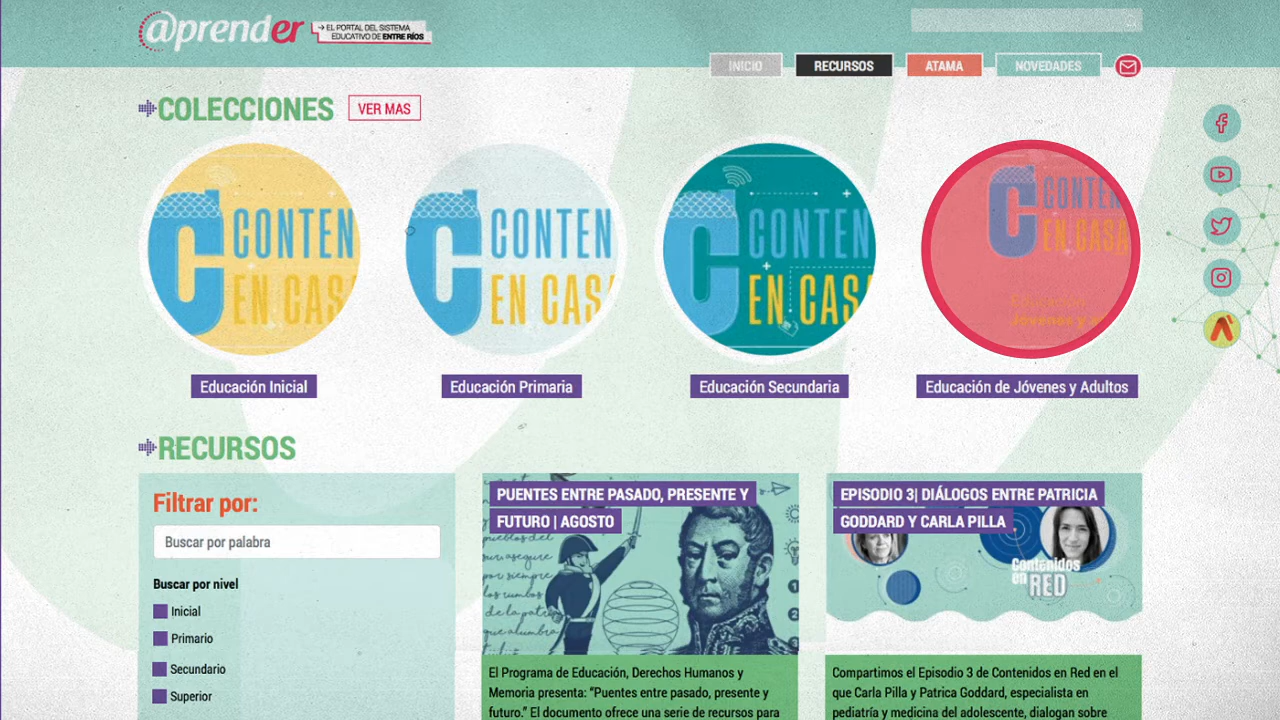 @prender
EL PORTAL DEL SISTEMA
EDUCATIVO DE ENTRE RÍOS
INICIO
RECURSOS
ATAMA
NOVEDADES
COLECCIONES
VER MAS
CONTEN
EN CAS
CONTEN
EN CASA
CONTEN
EN CASA
CONTEN
EN CASA
Educación Inicial
Educación Primaria
Educación Secundaria
Educación de Jóvenes y Adultos
RECURSOS
Filtrar por:
Buscar por palabra
Buscar por nivel
Inicial
Primario
Secundario
Superior
PUENTES ENTRE PASADO, PRESENTE Y
FUTURO | AGOSTO
El Programa de Educación, Derechos Humanos y
Memoria presenta: “Puentes entre pasado, presente y
futuro.” El documento ofrece una serie de recursos para
EPISODIO 3| DIÁLOGOS ENTRE PATRICIA
GODDARD Y CARLA PILLA
Contenidos
en RED
Compartimos el Episodio 3 de Contenidos en Red en el
que Carla Pilla y Patrica Goddard, especialista en
pediatría y medicina del adolescente, dialogan sobre